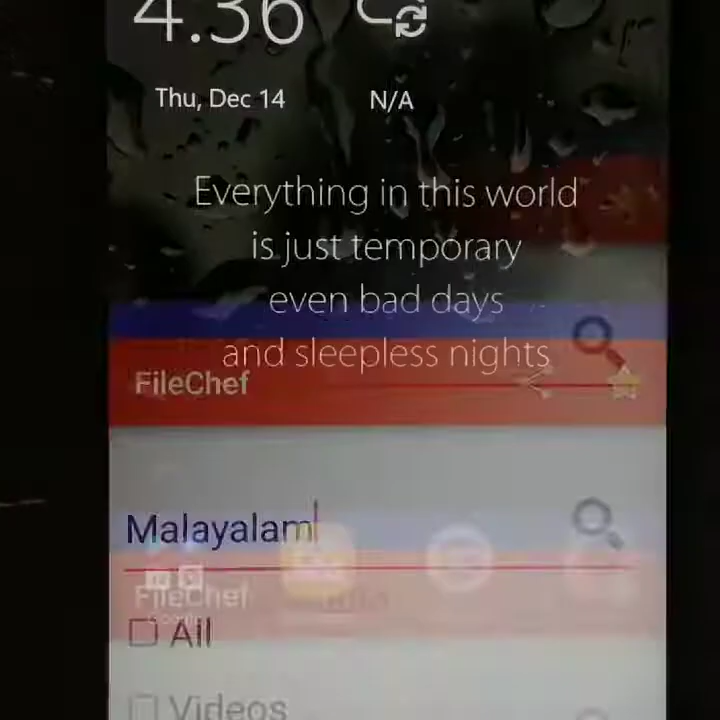 4:36
Thu, Dec 14
N/A
Everything in this world
is just temporary
even bad days
and sleepless nights
FileChef
Malayalam
FileChef
All
Videos